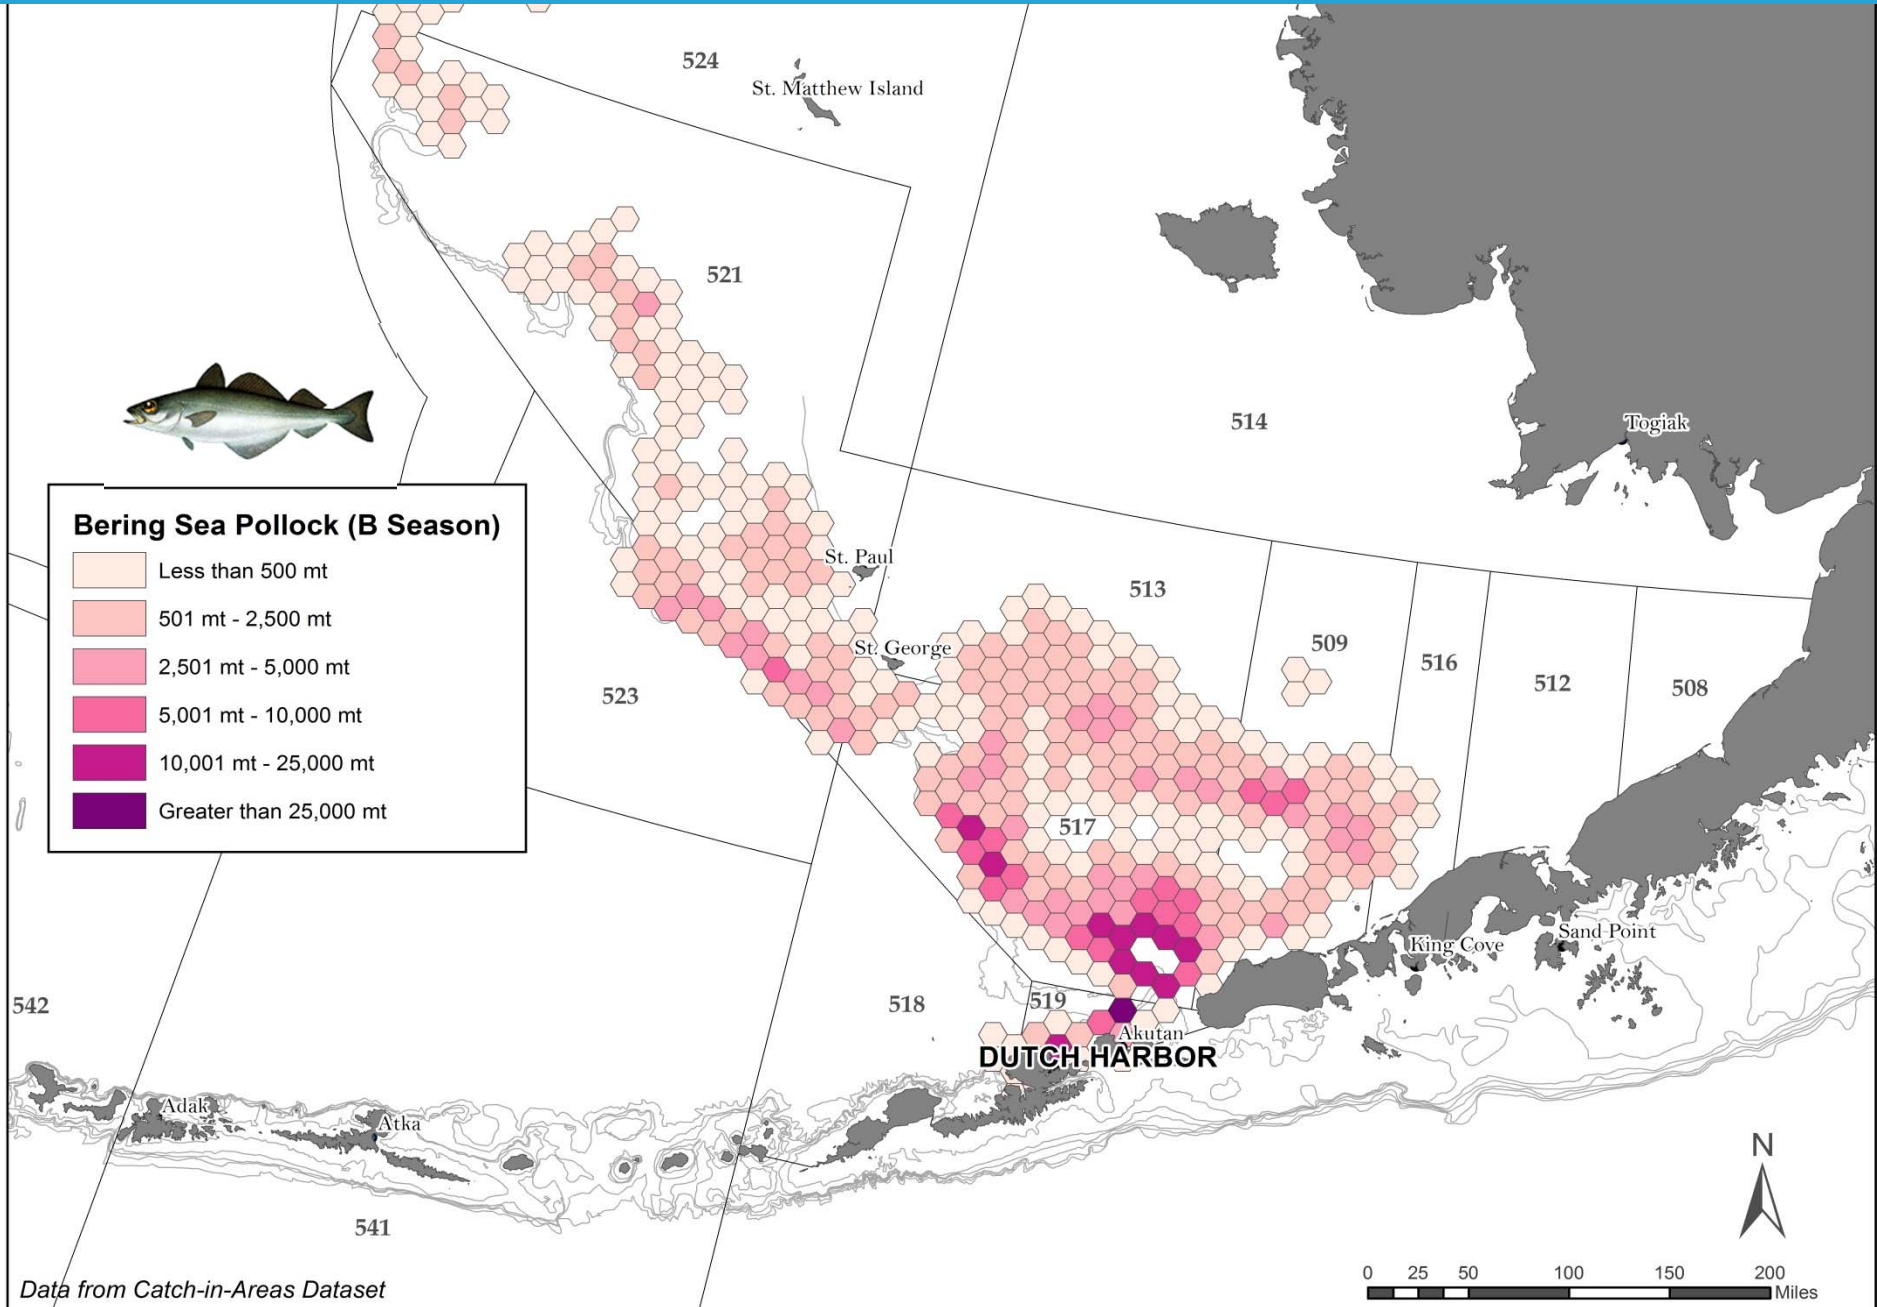 524
St. Matthew Island
521
514
Togiak
Bering Sea Pollock (B Season)
Less than 500 mt
501 mt - 2,500 mt
2,501 mt - 5,000 mt
5,001 mt - 10,000 mt
10,001 mt - 25,000 mt
Greater than 25,000 mt
St. Paul
513
St. George
509
516
512
508
523
517
King Cove
Sand Point
542
518
519
Akutan
DUTCH HARBOR
Adak
Atka
541
N
0 25 50 100 150 200
Miles
Data from Catch-in-Areas Dataset